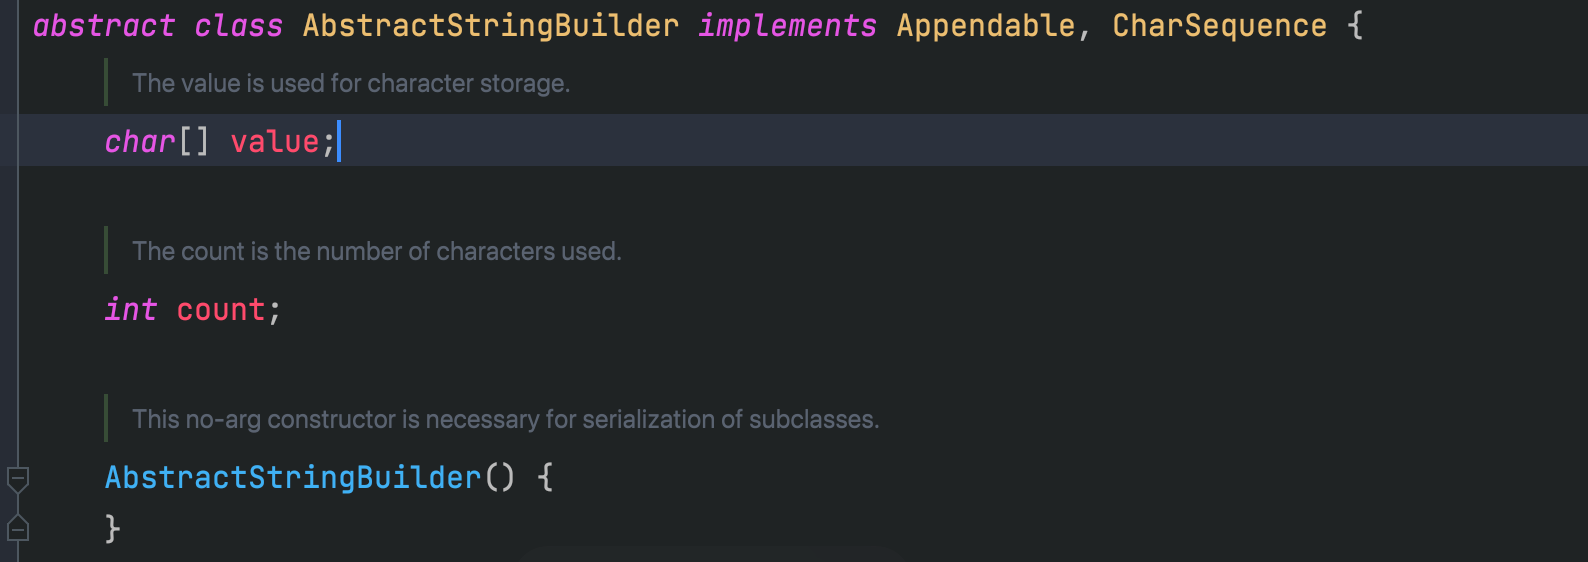 abstract class AbstractStringBuilder implements Appendable, CharSequence {
The value is used for character storage.
char[] value;
The count is the number of characters used.
int count;
This no-arg constructor is necessary for serialization of subclasses.
AbstractStringBuilder() {
}